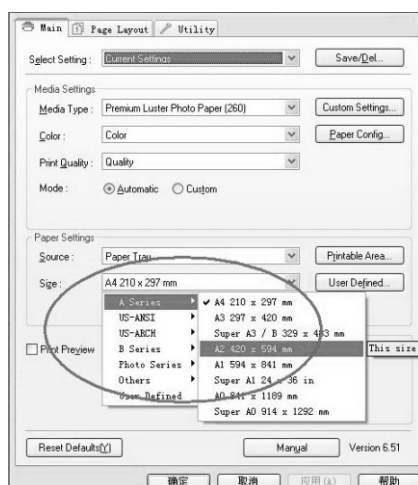 Main Page Layout Utility
Select Setting : Current Settings Save/Del...
Media Settings
Media Type : Premium Luster Photo Paper (260) Custom Settings...
Color : Color Paper Config...
Print Quality : Quality
Mode : Automatic Custom
Paper Settings
Source : Paper Tray Printable Area...
Size : A4 210 x 297 mm User Defined...
A Series A4 210 x 297 mm
US-ANSI A3 297 x 420 mm
US-ARCH Super A3 / B 329 x 483 mm
Print Preview B Series A2 420 x 594 mm This size
Photo Series A1 594 x 841 mm
Others Super A1 24 x 36 in
User Defined A0 841 x 1189 mm
Super A0 914 x 1292 mm
Reset Defaults(Y) Manual Version 6.51
确定 取消 应用(A) 帮助